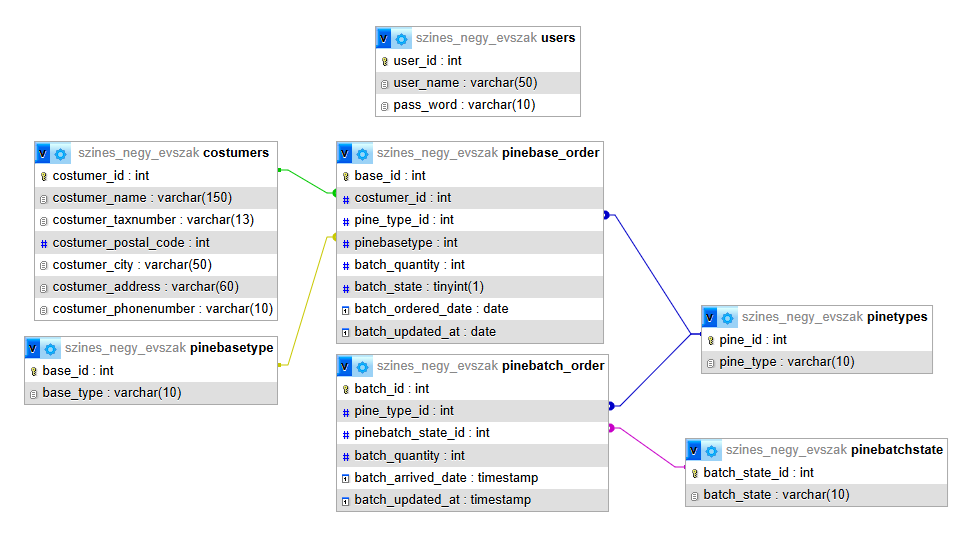 szines_negy_evszak users
user_id : int
user_name : varchar(50)
pass_word : varchar(10)
szines_negy_evszak costumers
costumer_id : int
costumer_name : varchar(150)
costumer_taxnumber : varchar(13)
costumer_postal_code : int
costumer_city : varchar(50)
costumer_address : varchar(60)
costumer_phonenumber : varchar(10)
szines_negy_evszak pinebasetype
base_id : int
base_type : varchar(10)
szines_negy_evszak pinebase_order
base_id : int
costumer_id : int
pine_type_id : int
pinebasetype : int
batch_quantity : int
batch_state : tinyint(1)
batch_ordered_date : date
batch_updated_at : date
szines_negy_evszak pinebatch_order
batch_id : int
pine_type_id : int
pinebatch_state_id : int
batch_quantity : int
batch_arrived_date : timestamp
batch_updated_at : timestamp
szines_negy_evszak pinetypes
pine_id : int
pine_type : varchar(10)
szines_negy_evszak pinebatchstate
batch_state_id : int
batch_state : varchar(10)